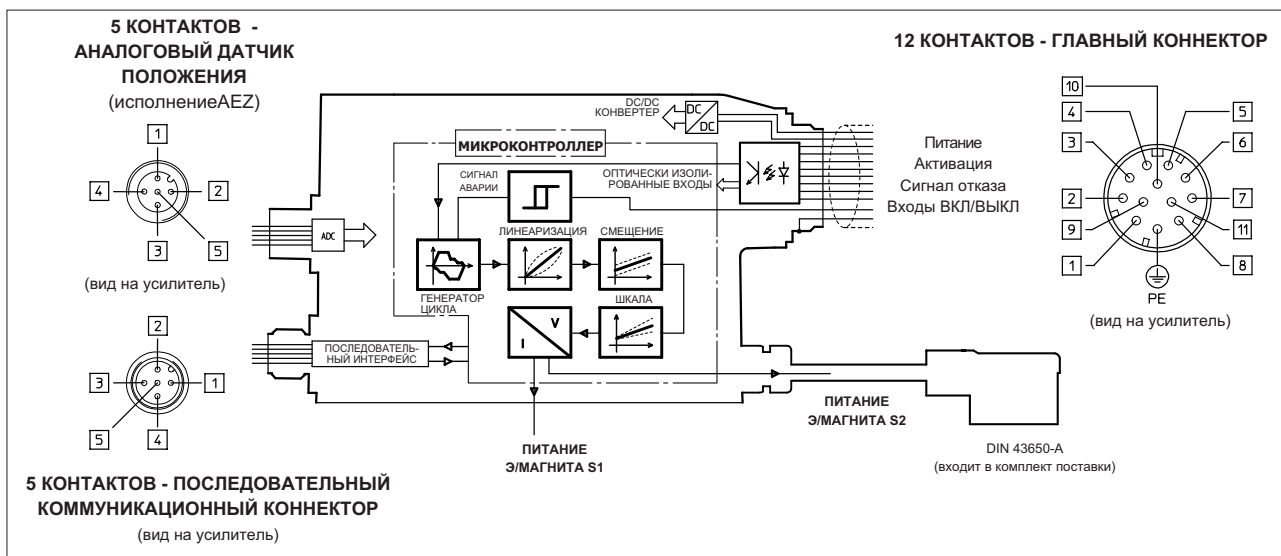 5 КОНТАКТОВ -
АНАЛОГОВЫЙ ДАТЧИК
ПОЛОЖЕНИЯ
(исполнениеAEZ)
1
4
2
3
5
(вид на усилитель)
2
3
1
5
4
5 КОНТАКТОВ - ПОСЛЕДОВАТЕЛЬНЫЙ
КОММУНИКАЦИОННЫЙ КОННЕКТОР
(вид на усилитель)
ADC
ПОСЛЕДОВАТЕЛЬ-
НЫЙ ИНТЕРФЕЙС
МИКРОКОНТРОЛЛЕР
СИГНАЛ
АВАРИИ
ОПТИЧЕСКИ ИЗОЛИ-
РОВАННЫЕ ВХОДЫ
DC/DC
КОНВЕРТЕР
DC
DC
ЛИНЕАРИЗАЦИЯ
СМЕЩЕНИЕ
ГЕНЕРАТОР
ЦИКЛА
ШКАЛА
V
I
ПИТАНИЕ
Э/МАГНИТА S1
ПИТАНИЕ
Э/МАГНИТА S2
DIN 43650-A
(входит в комплект поставки)
Питание
Активация
Сигнал отказа
Входы ВКЛ/ВЫКЛ
12 КОНТАКТОВ - ГЛАВНЫЙ КОННЕКТОР
10
4
5
3
6
2
7
9
11
1
8
PE
(вид на усилитель)